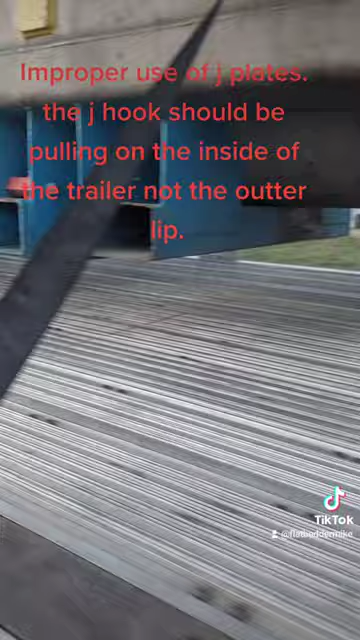 Improper use of j plates.
the j hook should be
pulling on the inside of
the trailer not the outter
lip.
TikTok
@flatbeddermike